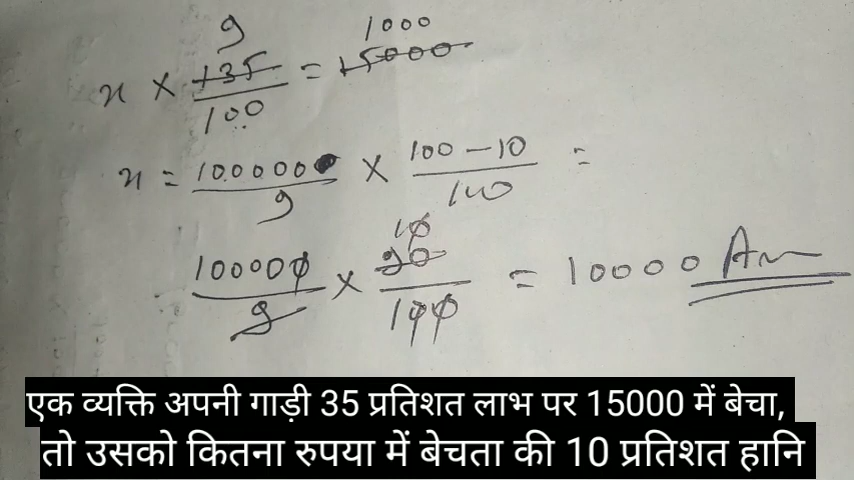 9 1000
x × 135/100 = 15000
x = 100000/9 × 100-10/100 =
10
100000/9 × 90/100 = 10000 Ans
एक व्यक्ति अपनी गाड़ी 35 प्रतिशत लाभ पर 15000 में बेचा,
तो उसको कितना रुपया में बेचता की 10 प्रतिशत हानि